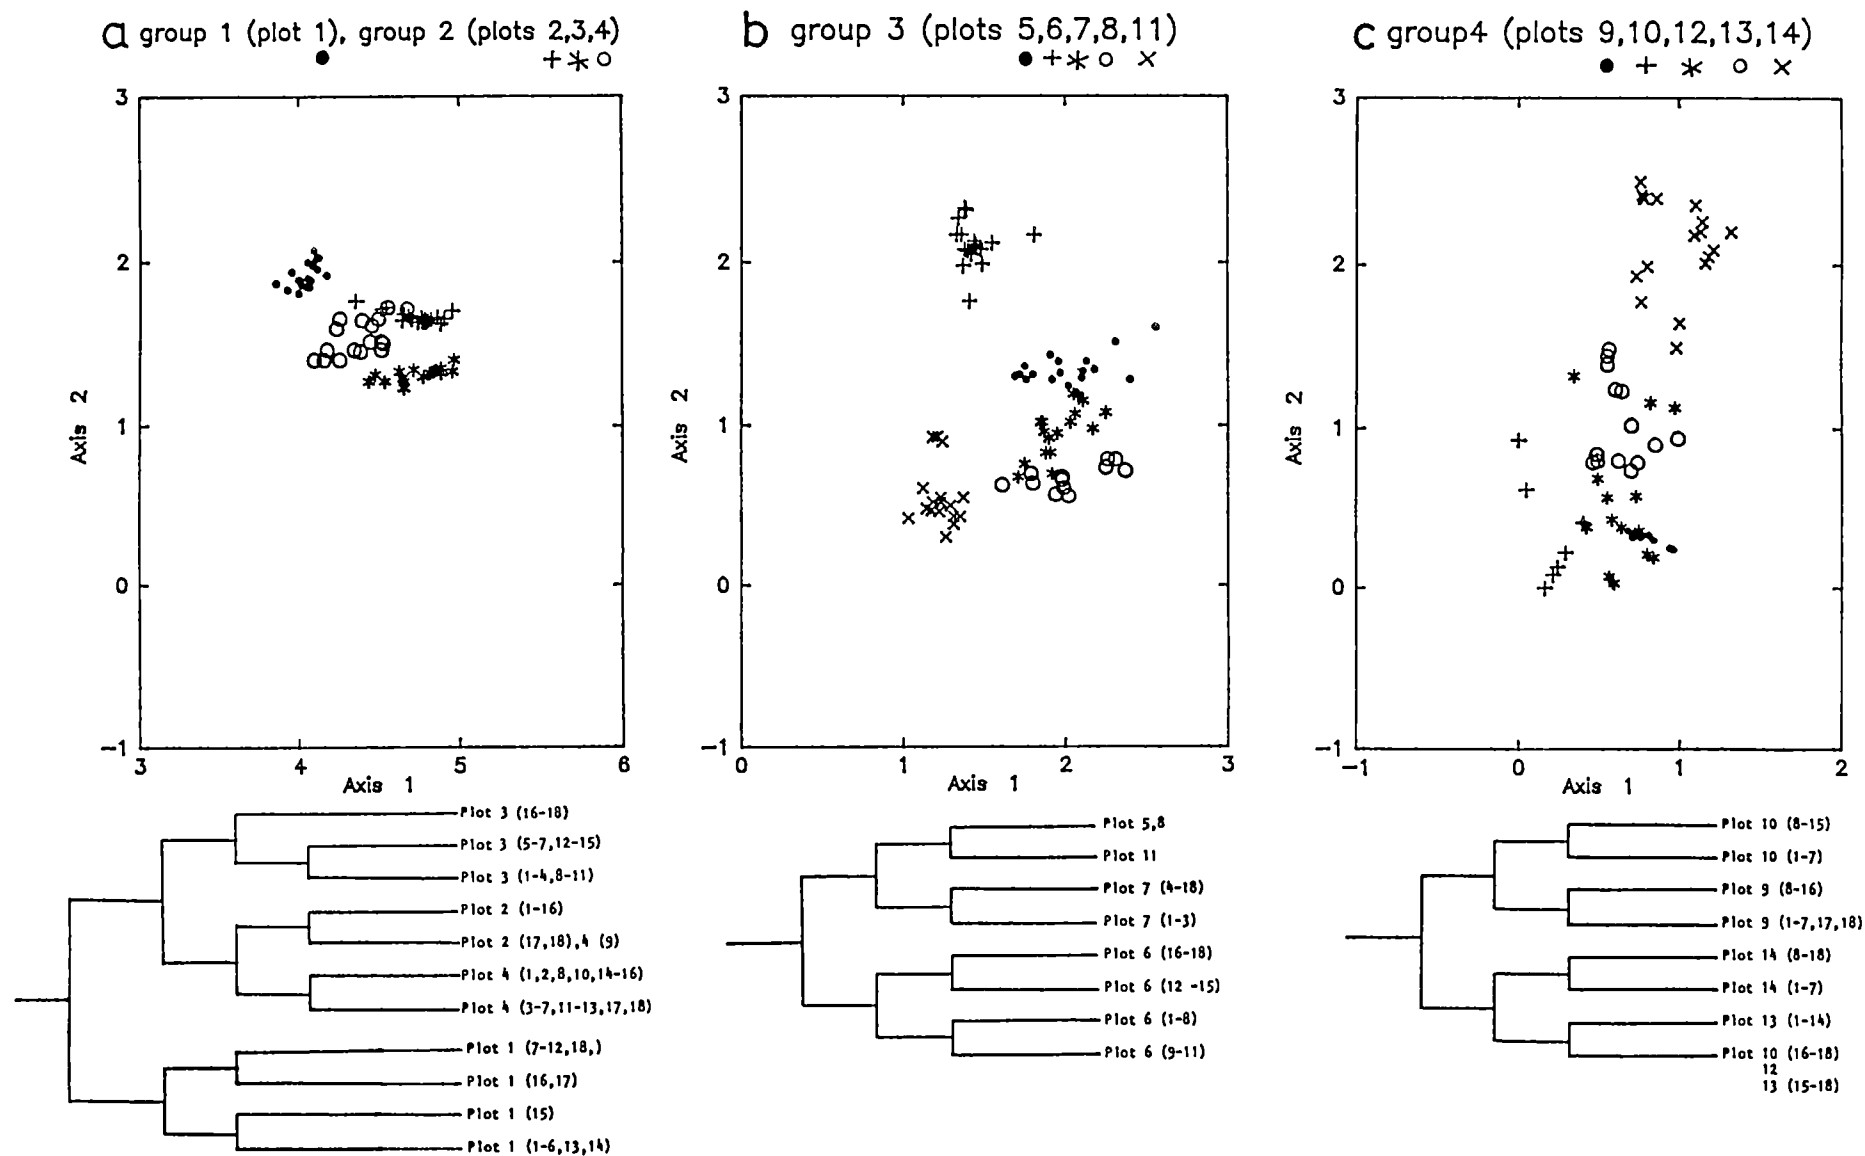 a group 1 (plot 1), group 2 (plots 2,3,4)
3
2
1
0
-1
3
4
5
6
Axis 2
Axis 1
Plot 3 (16-18)
Plot 3 (5-7,12-15)
Plot 3 (1-4,8-11)
Plot 2 (1-16)
Plot 2 (17,18),4 (9)
Plot 4 (1,2,8,10,14-16)
Plot 4 (3-7,11-13,17,18)
Plot 1 (7-12,18,)
Plot 1 (16,17)
Plot 1 (15)
Plot 1 (1-6,13,14)
b group 3 (plots 5,6,7,8,11)
3
2
1
0
-1
0
1
2
3
Axis 2
Axis 1
Plot 5,8
Plot 11
Plot 7 (4-18)
Plot 7 (1-3)
Plot 6 (16-18)
Plot 6 (12 -15)
Plot 6 (1-8)
Plot 6 (9-11)
c group4 (plots 9,10,12,13,14)
3
2
1
0
-1
-1
0
1
2
Axis 2
Axis 1
Plot 10 (8-15)
Plot 10 (1-7)
Plot 9 (8-16)
Plot 9 (1-7,17,18)
Plot 14 (8-18)
Plot 14 (1-7)
Plot 13 (1-14)
Plot 10 (16-18)
12
13 (15-18)